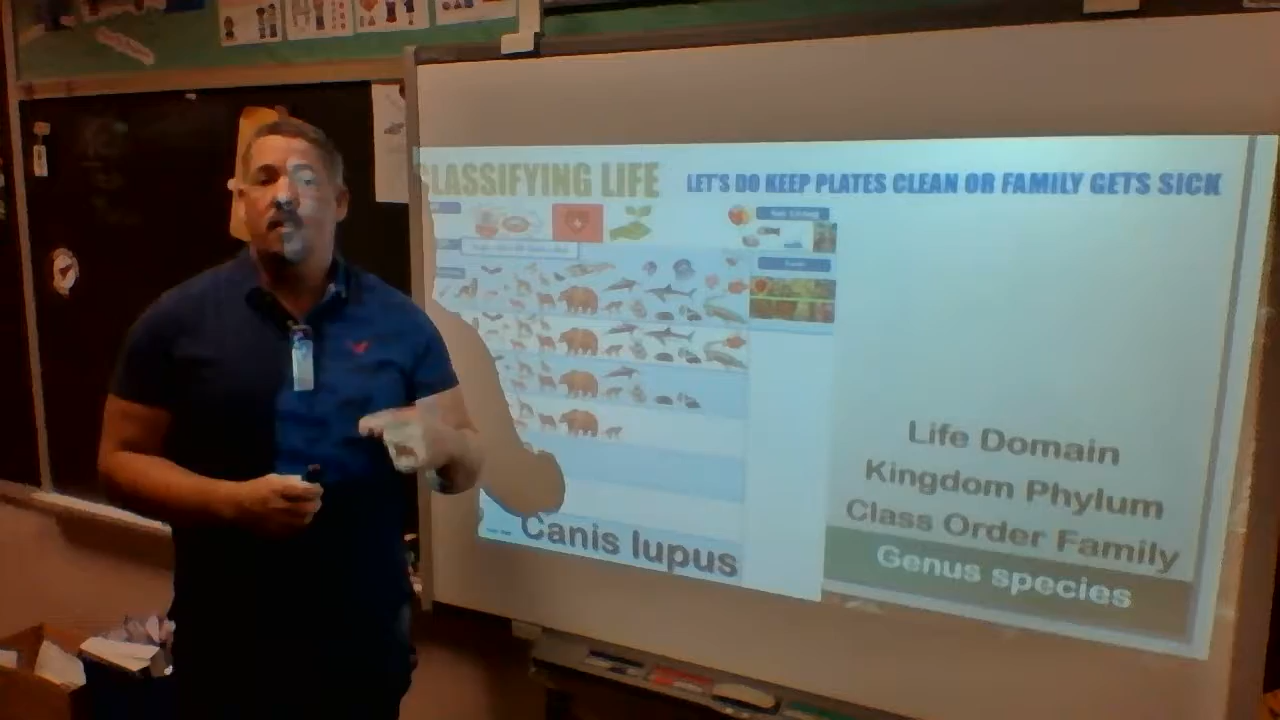 CLASSIFYING LIFE
LET'S DO KEEP PLATES CLEAN OR FAMILY GETS SICK
Life Domain
Kingdom Phylum
Class Order Family
Genus species
Canis lupus